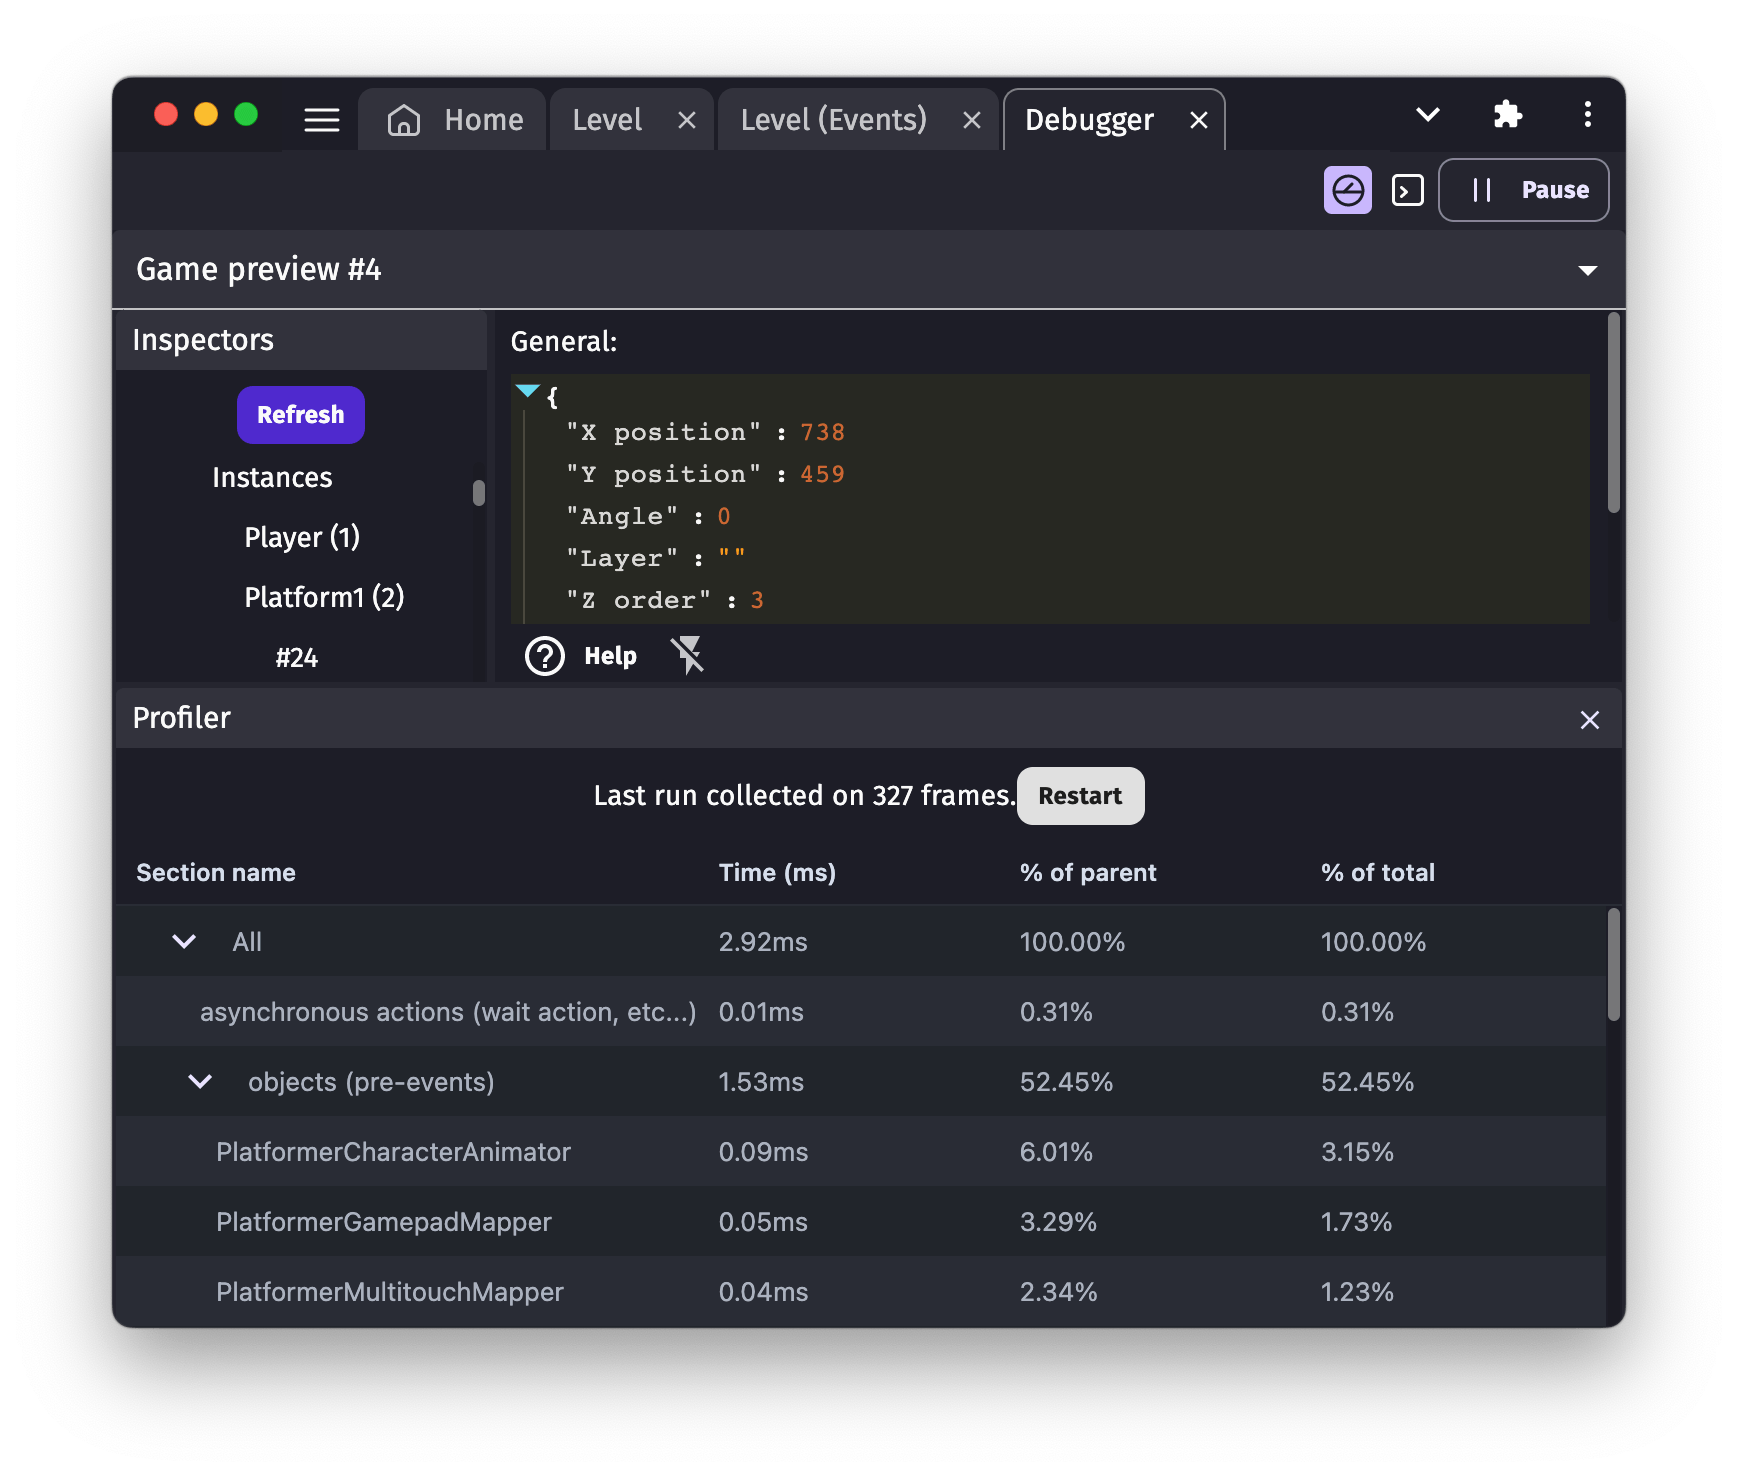 Home Level Level (Events) Debugger
Pause
Game preview #4
Inspectors
Refresh
Instances
Player (1)
Platform1 (2)
#24
General:
{
"X position" : 738
"Y position" : 459
"Angle" : 0
"Layer" : ""
"Z order" : 3
Help
Profiler
Last run collected on 327 frames. Restart
Section name Time (ms) % of parent % of total
All 2.92ms 100.00% 100.00%
asynchronous actions (wait action, etc...) 0.01ms 0.31% 0.31%
objects (pre-events) 1.53ms 52.45% 52.45%
PlatformerCharacterAnimator 0.09ms 6.01% 3.15%
PlatformerGamepadMapper 0.05ms 3.29% 1.73%
PlatformerMultitouchMapper 0.04ms 2.34% 1.23%